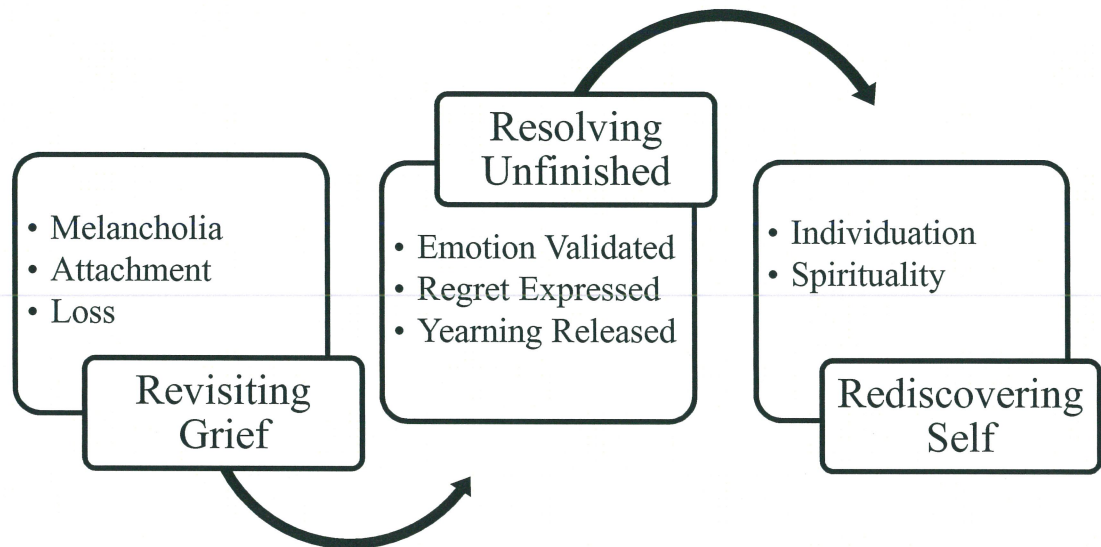 • Melancholia
• Attachment
• Loss
Revisiting
Grief
Resolving
Unfinished
• Emotion Validated
• Regret Expressed
• Yearning Released
• Individuation
• Spirituality
Rediscovering
Self